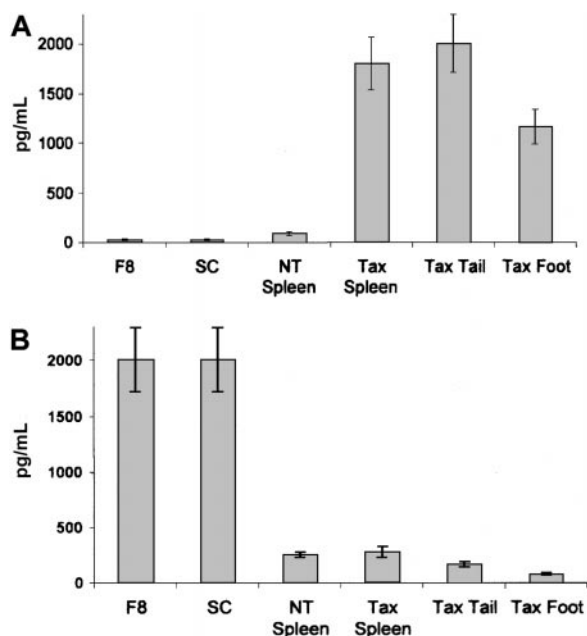 A
2000
1500
1000
500
0
pg/mL
F8 SC NT Spleen Tax Spleen Tax Tail Tax Foot
B
2000
1500
1000
500
0
pg/mL
F8 SC NT Spleen Tax Spleen Tax Tail Tax Foot